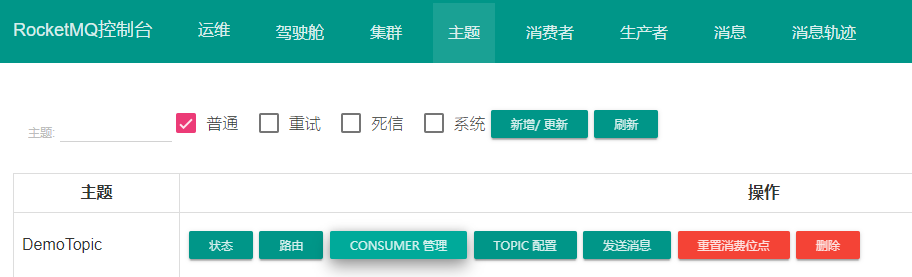 RocketMQ控制台 运维 驾驶舱 集群 主题 消费者 生产者 消息 消息轨迹
主题: 普通 重试 死信 系统 新增/ 更新 刷新
主题 操作
DemoTopic 状态 路由 CONSUMER 管理 TOPIC 配置 发送消息 重置消费位点 删除